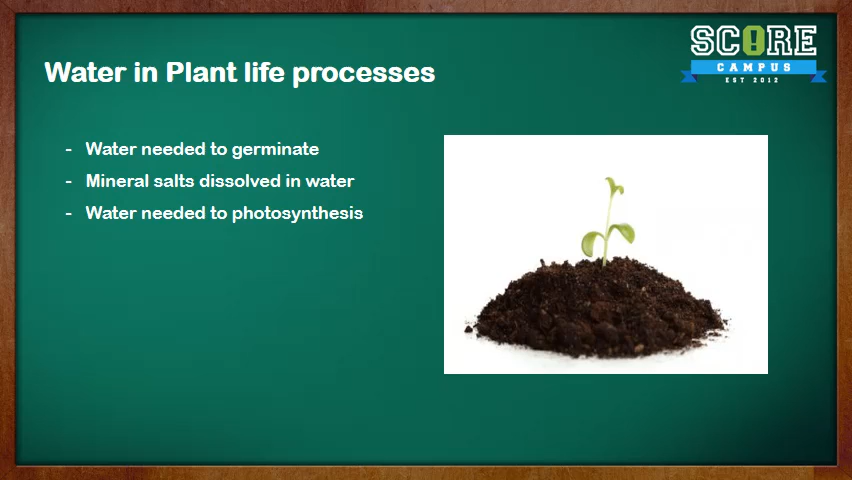 SCORE
CAMPUS
EST 2012
Water in Plant life processes
- Water needed to germinate
- Mineral salts dissolved in water
- Water needed to photosynthesis